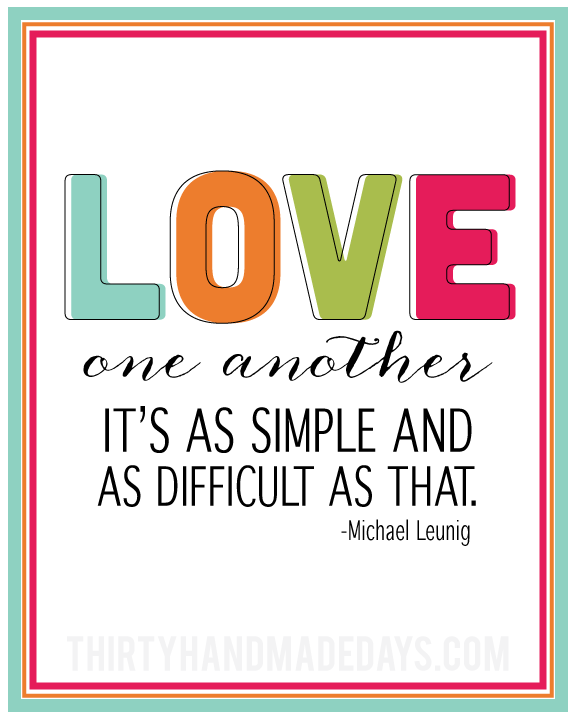 LOVE
one another
IT'S AS SIMPLE AND
AS DIFFICULT AS THAT.
-Michael Leunig
THIRTYHANDMADEDAYS.COM